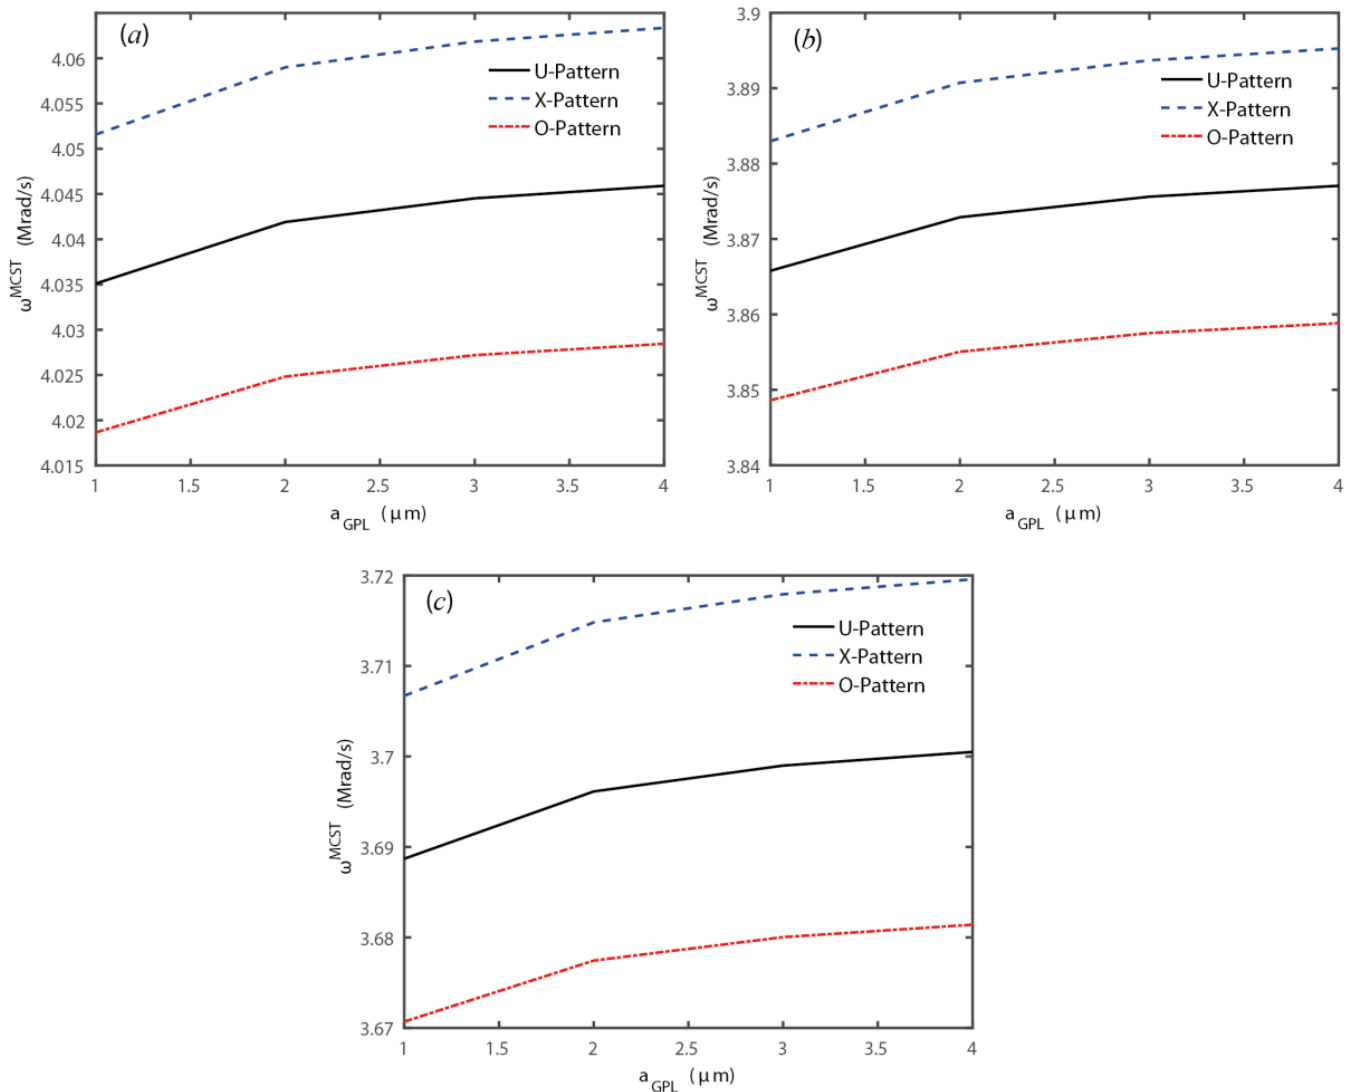 (a)
4.06
4.055
4.05
4.045
4.04
4.035
4.03
4.025
4.02
4.015
ω^MCST (Mrad/s)
U-Pattern
X-Pattern
O-Pattern
1 1.5 2 2.5 3 3.5 4
a_GPL (μm)
(b)
3.9
3.89
3.88
3.87
3.86
3.85
3.84
ω^MCST (Mrad/s)
U-Pattern
X-Pattern
O-Pattern
1 1.5 2 2.5 3 3.5 4
a_GPL (μm)
(c)
3.72
3.71
3.7
3.69
3.68
3.67
ω^MCST (Mrad/s)
U-Pattern
X-Pattern
O-Pattern
1 1.5 2 2.5 3 3.5 4
a_GPL (μm)